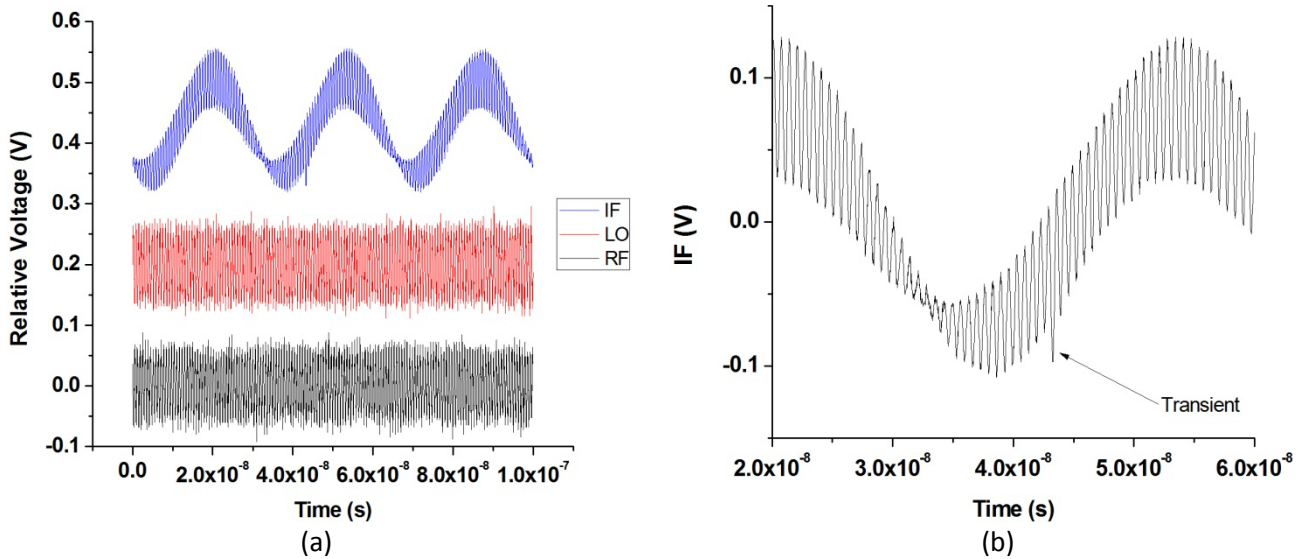 0.6
0.5
0.4
0.3
0.2
0.1
0.0
-0.1
Relative Voltage (V)
IF
LO
RF
0.0 2.0x10⁻⁸ 4.0x10⁻⁸ 6.0x10⁻⁸ 8.0x10⁻⁸ 1.0x10⁻⁷
Time (s)
(a)
0.1
0.0
-0.1
IF (V)
Transient
2.0x10⁻⁸ 3.0x10⁻⁸ 4.0x10⁻⁸ 5.0x10⁻⁸ 6.0x10⁻⁸
Time (s)
(b)